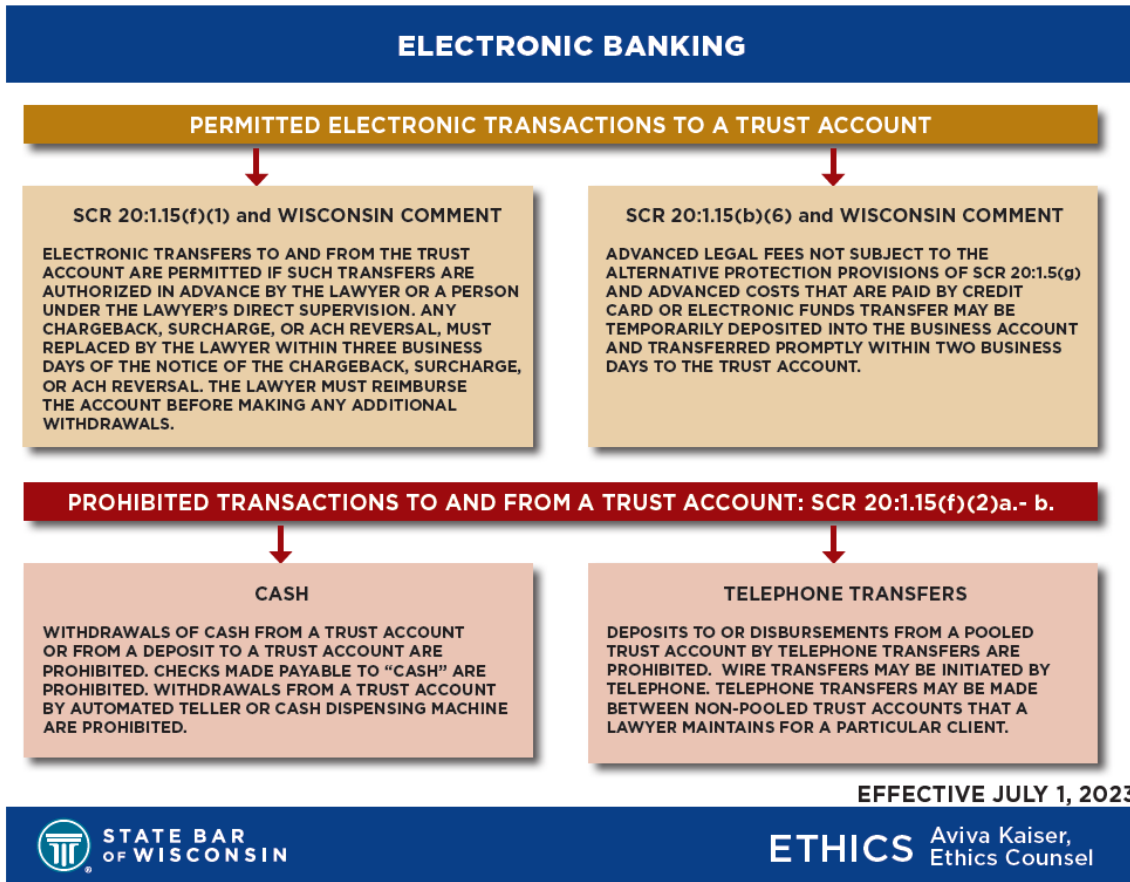 ELECTRONIC BANKING
PERMITTED ELECTRONIC TRANSACTIONS TO A TRUST ACCOUNT
SCR 20:1.15(f)(1) and WISCONSIN COMMENT
ELECTRONIC TRANSFERS TO AND FROM THE TRUST
ACCOUNT ARE PERMITTED IF SUCH TRANSFERS ARE
AUTHORIZED IN ADVANCE BY THE LAWYER OR A PERSON
UNDER THE LAWYER'S DIRECT SUPERVISION. ANY
CHARGEBACK, SURCHARGE, OR ACH REVERSAL, MUST
REPLACED BY THE LAWYER WITHIN THREE BUSINESS
DAYS OF THE NOTICE OF THE CHARGEBACK, SURCHARGE,
OR ACH REVERSAL. THE LAWYER MUST REIMBURSE
THE ACCOUNT BEFORE MAKING ANY ADDITIONAL
WITHDRAWALS.
SCR 20:1.15(b)(6) and WISCONSIN COMMENT
ADVANCED LEGAL FEES NOT SUBJECT TO THE
ALTERNATIVE PROTECTION PROVISIONS OF SCR 20:1.5(g)
AND ADVANCED COSTS THAT ARE PAID BY CREDIT
CARD OR ELECTRONIC FUNDS TRANSFER MAY BE
TEMPORARILY DEPOSITED INTO THE BUSINESS ACCOUNT
AND TRANSFERRED PROMPTLY WITHIN TWO BUSINESS
DAYS TO THE TRUST ACCOUNT.
PROHIBITED TRANSACTIONS TO AND FROM A TRUST ACCOUNT: SCR 20:1.15(f)(2)a.- b.
CASH
WITHDRAWALS OF CASH FROM A TRUST ACCOUNT
OR FROM A DEPOSIT TO A TRUST ACCOUNT ARE
PROHIBITED. CHECKS MADE PAYABLE TO "CASH" ARE
PROHIBITED. WITHDRAWALS FROM A TRUST ACCOUNT
BY AUTOMATED TELLER OR CASH DISPENSING MACHINE
ARE PROHIBITED.
TELEPHONE TRANSFERS
DEPOSITS TO OR DISBURSEMENTS FROM A POOLED
TRUST ACCOUNT BY TELEPHONE TRANSFERS ARE
PROHIBITED. WIRE TRANSFERS MAY BE INITIATED BY
TELEPHONE. TELEPHONE TRANSFERS MAY BE MADE
BETWEEN NON-POOLED TRUST ACCOUNTS THAT A
LAWYER MAINTAINS FOR A PARTICULAR CLIENT.
EFFECTIVE JULY 1, 2023
STATE BAR
OF WISCONSIN
®
ETHICS
Aviva Kaiser,
Ethics Counsel